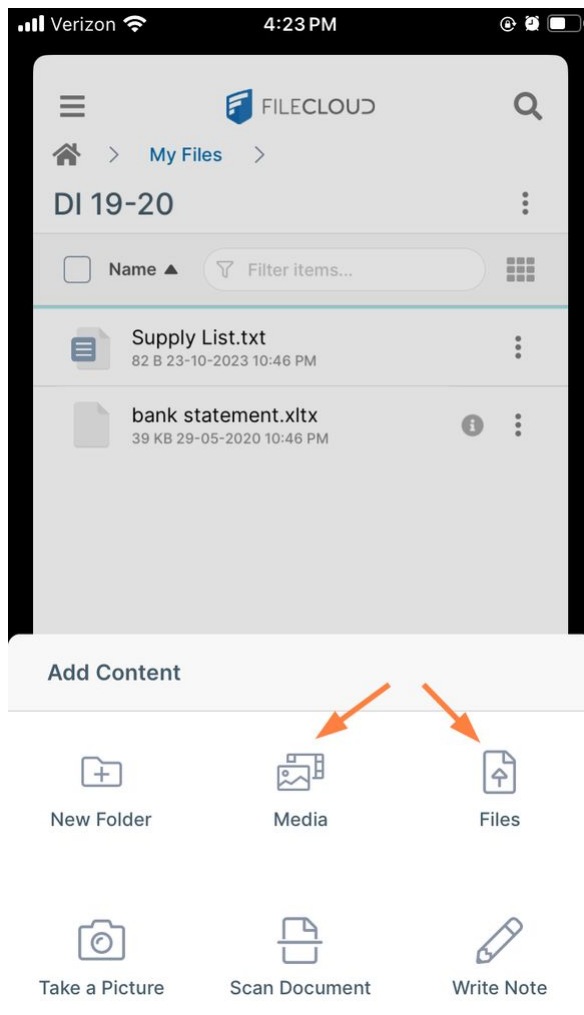 Verizon 4:23 PM
FILECLOUD
My Files
DI 19-20
Name ▲ Filter items...
Supply List.txt
82 B 23-10-2023 10:46 PM
bank statement.xltx
39 KB 29-05-2020 10:46 PM
Add Content
New Folder Media Files
Take a Picture Scan Document Write Note